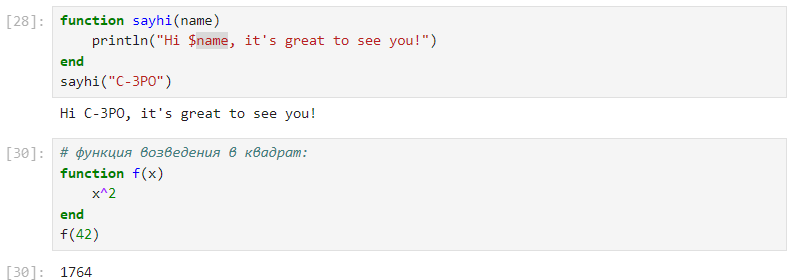 [28]: function sayhi(name)
    println("Hi $name, it's great to see you!")
end
sayhi("C-3PO")
Hi C-3PO, it's great to see you!
[30]: # функция возведения в квадрат:
function f(x)
    x^2
end
f(42)
[30]: 1764